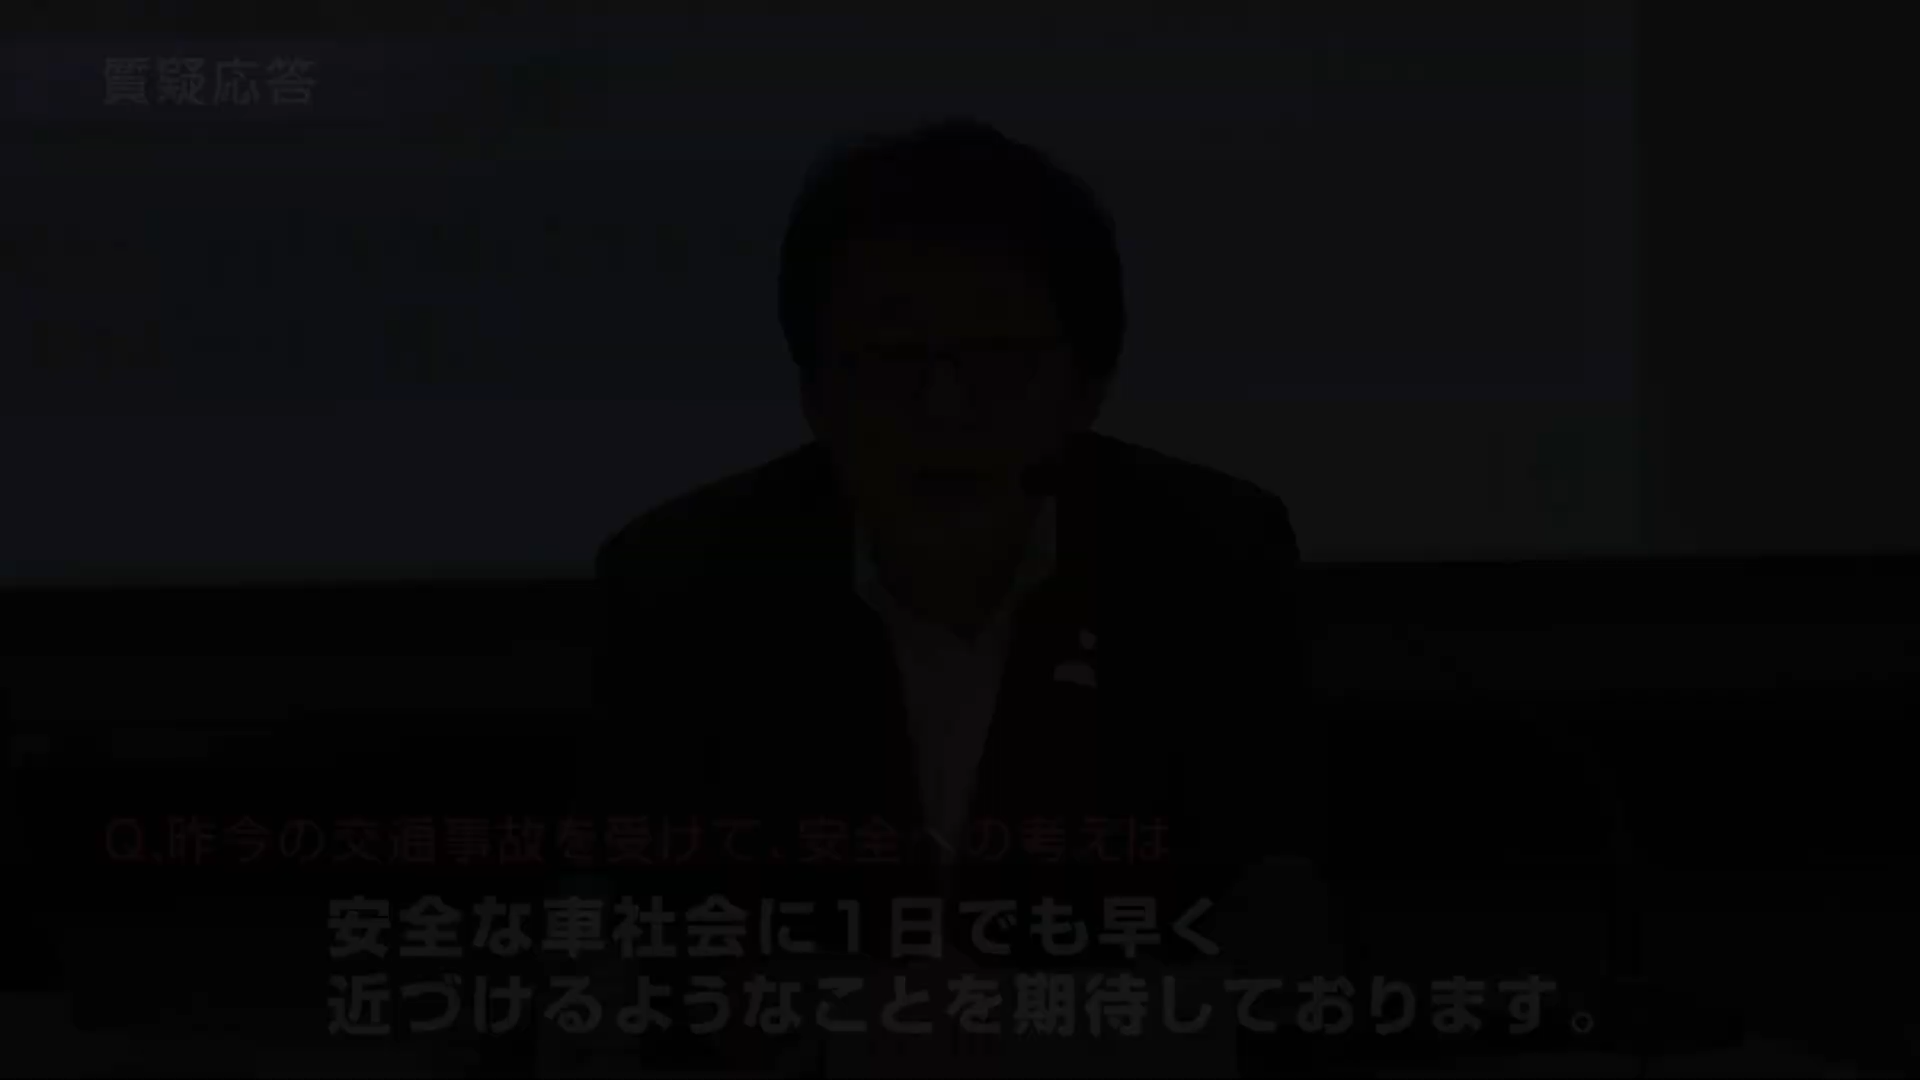 質疑応答
Q.昨今の交通事故を受けて、安全への考えは
安全な車社会に1日でも早く
近づけるようなことを期待しております。